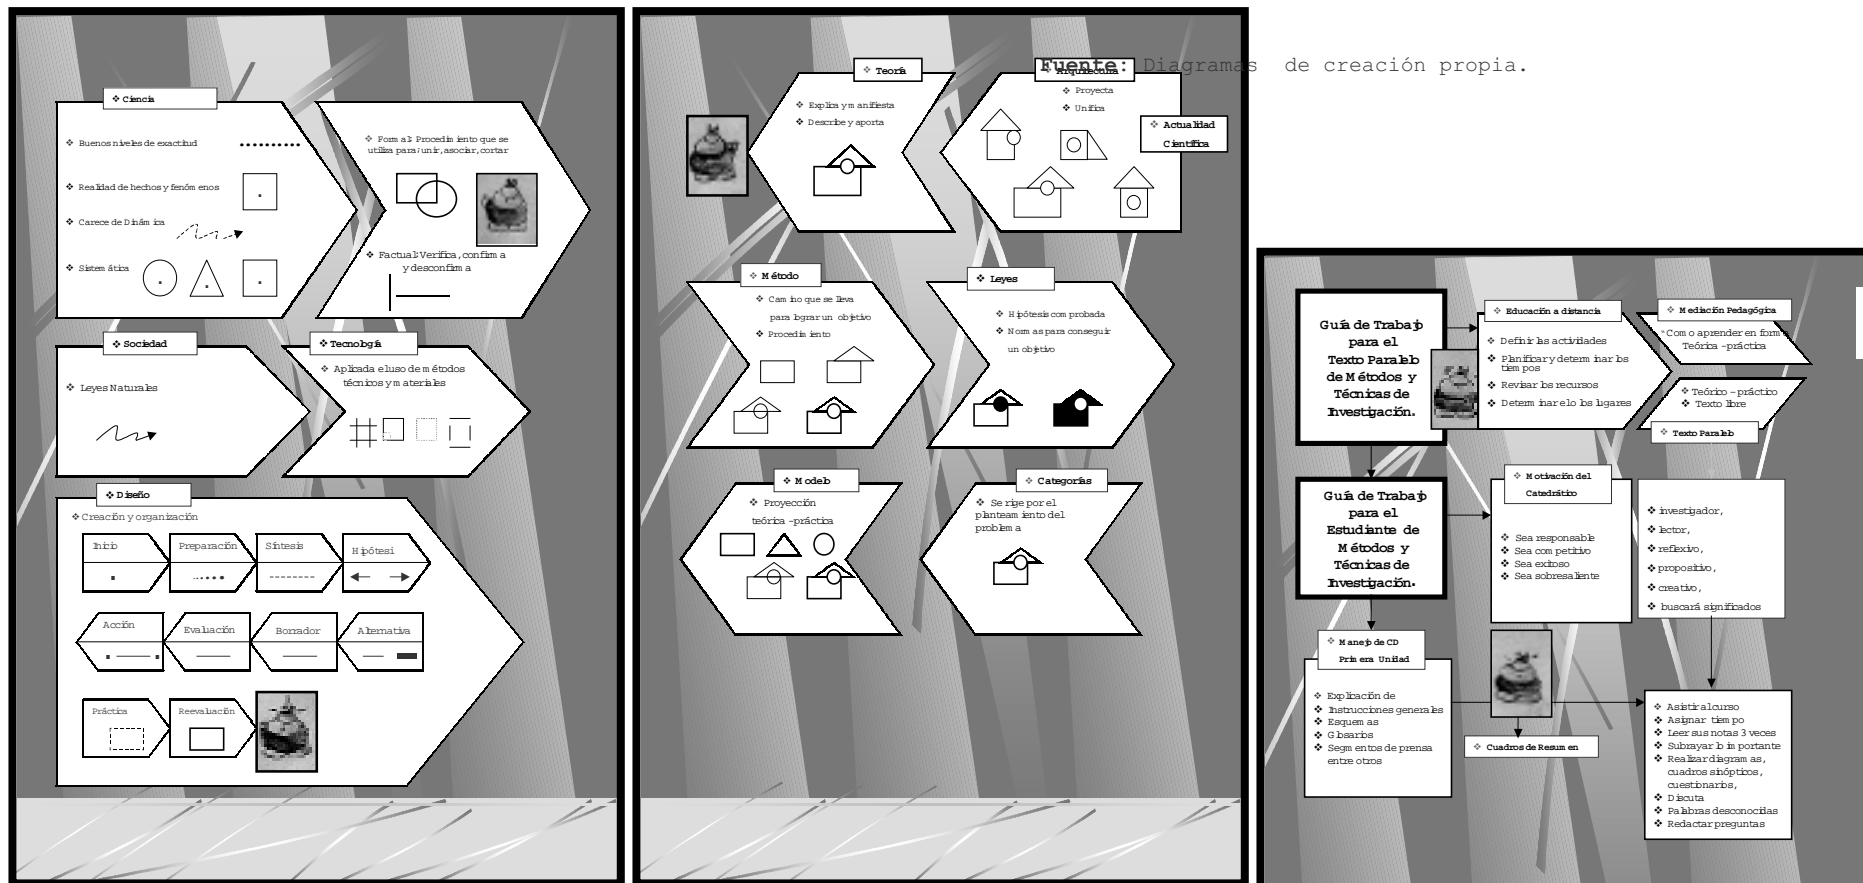 Fuente: Diagramas de creación propia.
❖ Ciencia
❖ Buenos niveles de exactitud
❖ Realidad de hechos y fenómenos
❖ Carece de Dinámica
❖ Sistemática
❖ Formal: Procedimiento que se
utiliza para; unir, asociar, cortar
❖ Factual: Verifica, confirma
y desconfirma
❖ Sociedad
❖ Leyes Naturales
❖ Tecnología
❖ Aplicada el uso de métodos
técnicos y materiales
❖ Diseño
❖ Creación y organización
Inicio
Preparación
Síntesis
Hipótesi
Acción
Evaluación
Borrador
Alternativa
Práctica
Reevaluación
❖ Teoría
❖ Explica y manifiesta
❖ Describe y aporta
❖ Arquitectura
❖ Proyecta
❖ Unifica
❖ Actualidad
Científica
❖ Método
❖ Camino que se lleva
para lograr un objetivo
❖ Procedimiento
❖ Leyes
❖ Hipótesis comprobada
❖ Normas para conseguir
un objetivo
❖ Modelo
❖ Proyección
teórica -práctica
❖ Categorías
❖ Se rige por el
planteamiento del
problema
Guía de Trabajo
para el
Texto Paralelo
de Métodos y
Técnicas de
Investigación.
❖ Educación a distancia
❖ Definir las actividades
❖ Planificar y determinar los
tiempos
❖ Revisar los recursos
❖ Determinar el o los lugares
❖ Mediación Pedagógica
"Como aprender en forma
Teórica -práctica
❖ Teórico – práctico
❖ Texto libre
❖ Texto Paralelo
Guía de Trabajo
para el
Estudiante de
Métodos y
Técnicas de
Investigación.
❖ Motivación del
Catedrático
❖ Sea responsable
❖ Sea competitivo
❖ Sea exitoso
❖ Sea sobresaliente
❖ investigador,
❖ lector,
❖ reflexivo,
❖ propositivo,
❖ creativo,
❖ buscará significados
❖ Manejo de CD
Primera Unidad
❖ Explicación de
❖ Instrucciones generales
❖ Esquemas
❖ Glosarios
❖ Segmentos de prensa
entre otros
❖ Cuadros de Resumen
❖ Asistir al curso
❖ Asignar tiempo
❖ Leer sus notas 3 veces
❖ Subrayar lo importante
❖ Realizar diagramas,
cuadros sinópticos,
cuestionarios,
❖ Discuta
❖ Palabras desconocidas
❖ Redactar preguntas